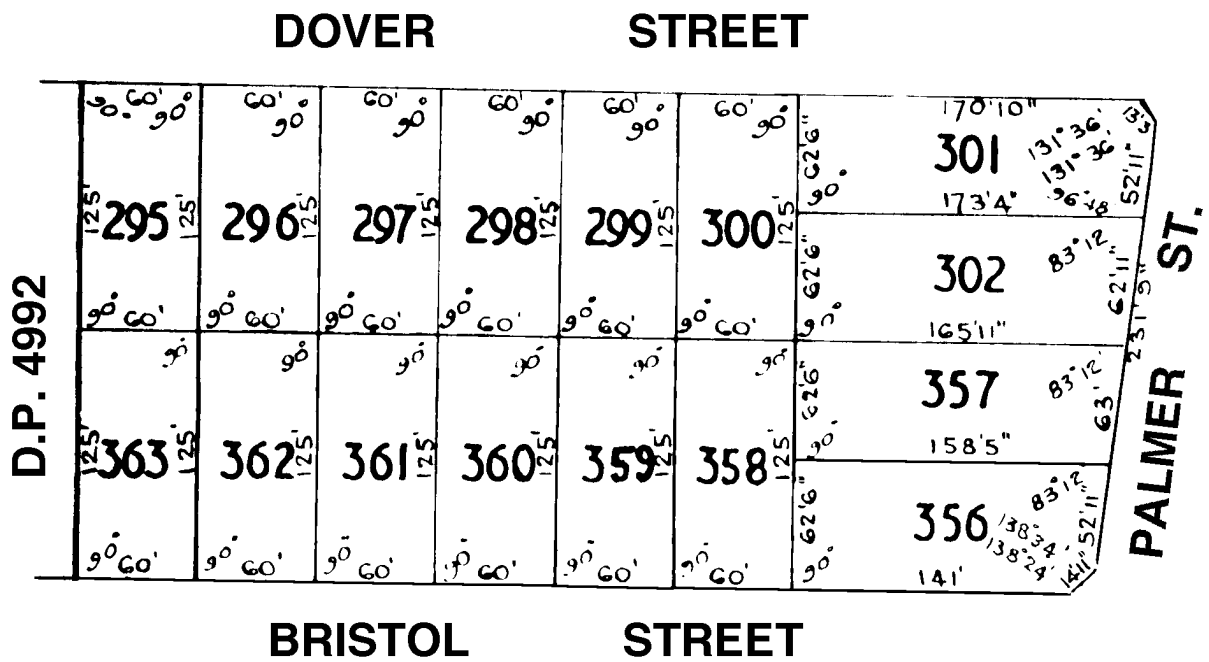 DOVER STREET
60' 60' 60' 60' 60' 60' 170'10" 13'3
90° 90° 90° 90° 90° 90° 90°
62'6" 301 131° 36' 131° 36' 52'11"
90° 173'4" 96°48
125' 295 125' 296 125' 297 125' 298 125' 299 125' 300 125'
62'6" 302 83°12 62'11"
90° 60' 90° 60' 90° 60' 90° 60' 90° 60' 90° 60' 90° 165'11"
231'9"
PALMER ST.
D.P. 4992
90° 90° 90° 90° 90° 90°
62'6" 357 83°12' 63'
90° 158'5"
125' 363 125' 362 125' 361 125' 360 125' 359 125' 358 125'
62'6" 356 83°12 52'11"
138°34' 138°24' 14'11"
90° 60' 90° 60' 90° 60' 90° 60' 90° 60' 90° 60' 90° 141'
BRISTOL STREET